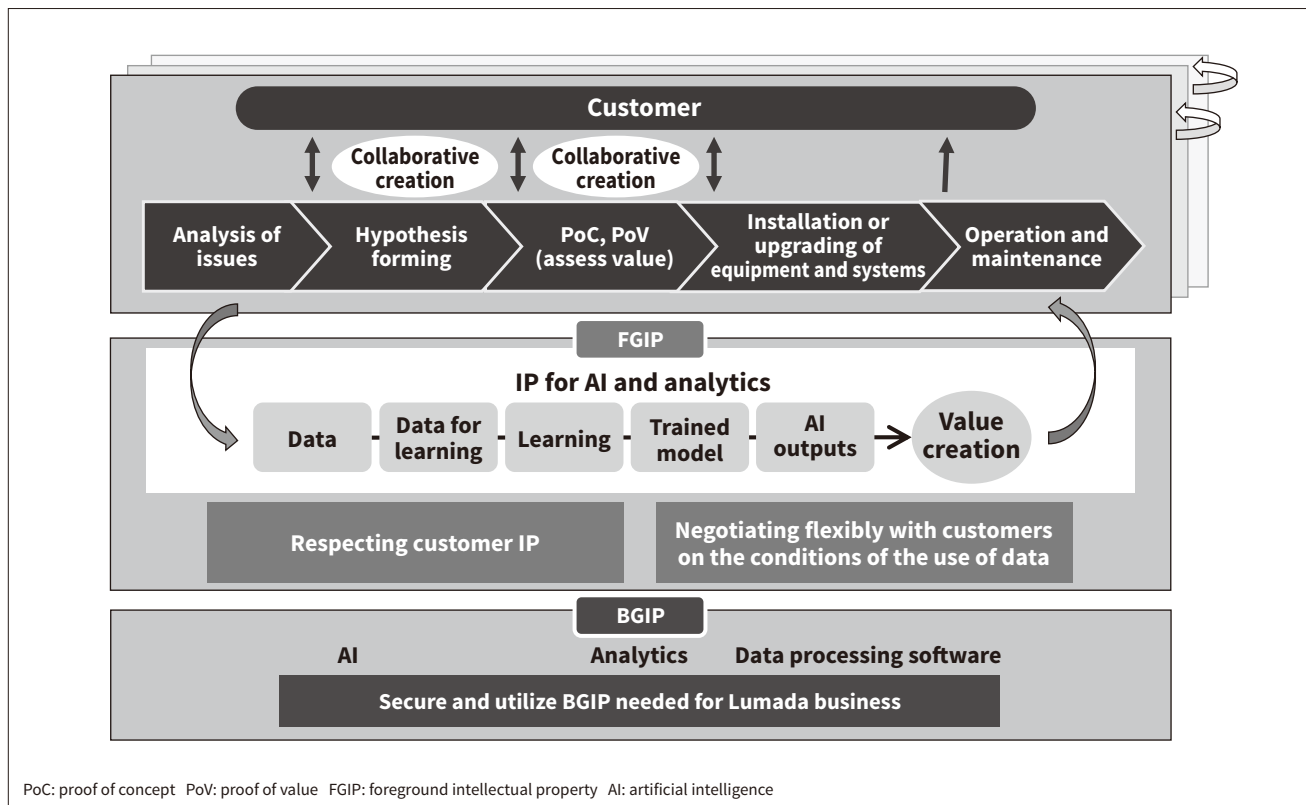 Customer
Collaborative
creation
Collaborative
creation
Analysis of
issues
Hypothesis
forming
PoC, PoV
(assess value)
Installation or
upgrading of
equipment and systems
Operation and
maintenance
FGIP
IP for AI and analytics
Data
Data for
learning
Learning
Trained
model
AI
outputs
Value
creation
Respecting customer IP
Negotiating flexibly with customers
on the conditions of the use of data
BGIP
AI
Analytics
Data processing software
Secure and utilize BGIP needed for Lumada business
PoC: proof of concept PoV: proof of value FGIP: foreground intellectual property AI: artificial intelligence